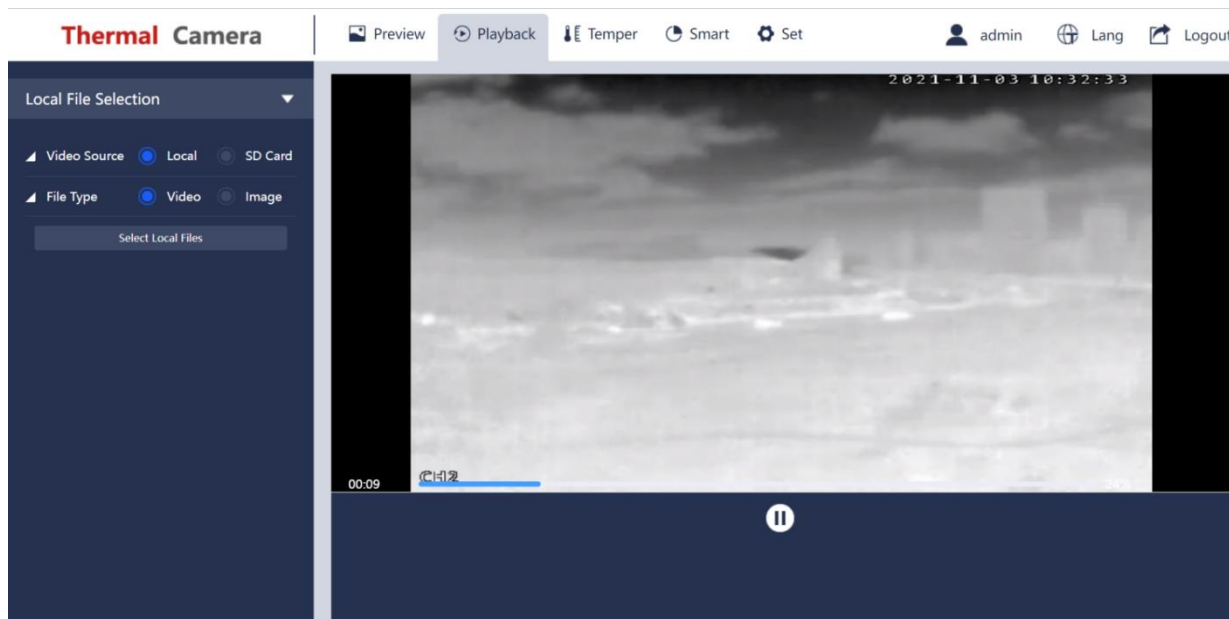 Thermal Camera
Preview Playback Temper Smart Set admin Lang Logout
Local File Selection
Video Source Local SD Card
File Type Video Image
Select Local Files
2021-11-03 10:32:33
CH2
00:09